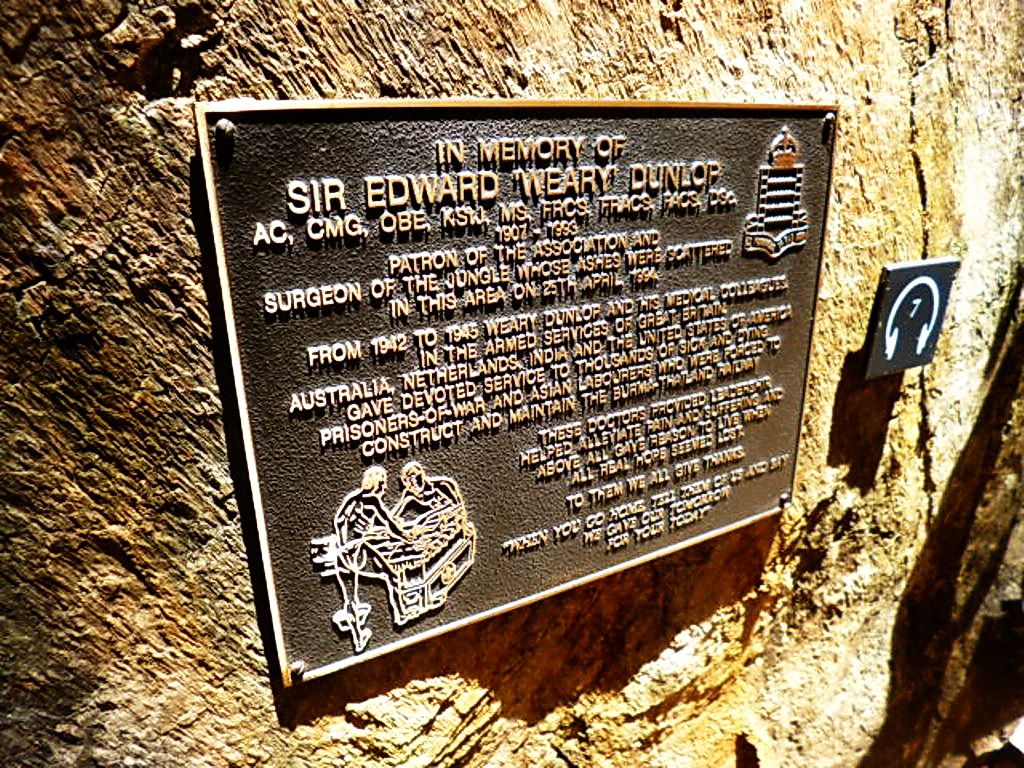 IN MEMORY OF
SIR EDWARD 'WEARY' DUNLOP
AC, CMG, OBE, KStJ, MS, FRCS, FRACS, FACS, DSc.
1907 - 1993
PATRON OF THE ASSOCIATION AND
SURGEON OF THE JUNGLE WHOSE ASHES WERE SCATTERED
IN THIS AREA ON 25TH APRIL 1994.
FROM 1942 TO 1945 WEARY DUNLOP AND HIS MEDICAL COLLEAGUES
IN THE ARMED SERVICES OF GREAT BRITAIN,
AUSTRALIA, NETHERLANDS, INDIA AND THE UNITED STATES OF AMERICA
GAVE DEVOTED SERVICE TO THOUSANDS OF SICK AND DYING
PRISONERS-OF-WAR AND ASIAN LABOURERS WHO WERE FORCED TO
CONSTRUCT AND MAINTAIN THE BURMA-THAILAND RAILWAY
THESE DOCTORS PROVIDED LEADERSHIP,
HELPED ALLEVIATE PAIN AND SUFFERING AND
ABOVE ALL GAVE REASON TO LIVE WHEN
ALL REAL HOPE SEEMED LOST.
TO THEM WE ALL GIVE THANKS.
"WHEN YOU GO HOME, TELL THEM OF US AND SAY
WE GAVE OUR TOMORROW
FOR YOUR TODAY"
7